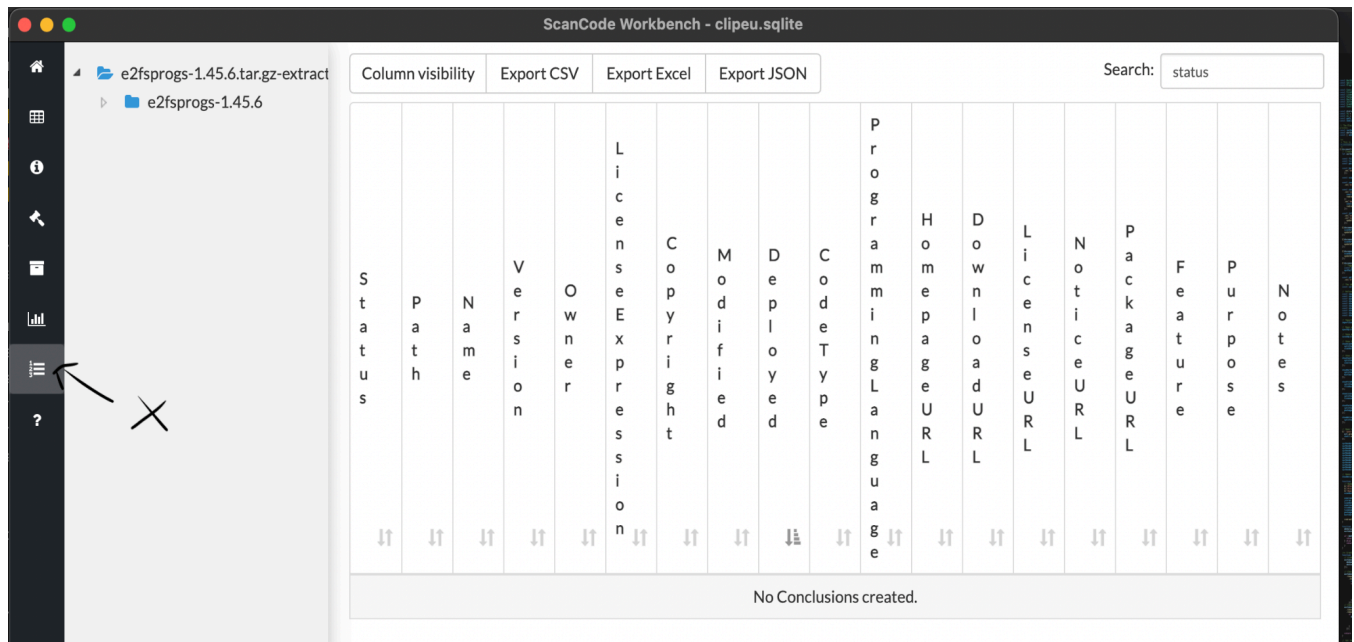 ScanCode Workbench - clipeu.sqlite
e2fsprogs-1.45.6.tar.gz-extract
e2fsprogs-1.45.6
Column visibility
Export CSV
Export Excel
Export JSON
Search:
status
Status
Path
Name
Version
Owner
LicenseExpression
Copyright
Modified
Deployed
CodeType
ProgrammingLanguage
HomepageURL
DownloadURL
LicenseURL
NoticeURL
PackageURL
Feature
Purpose
Notes
No Conclusions created.
X
?